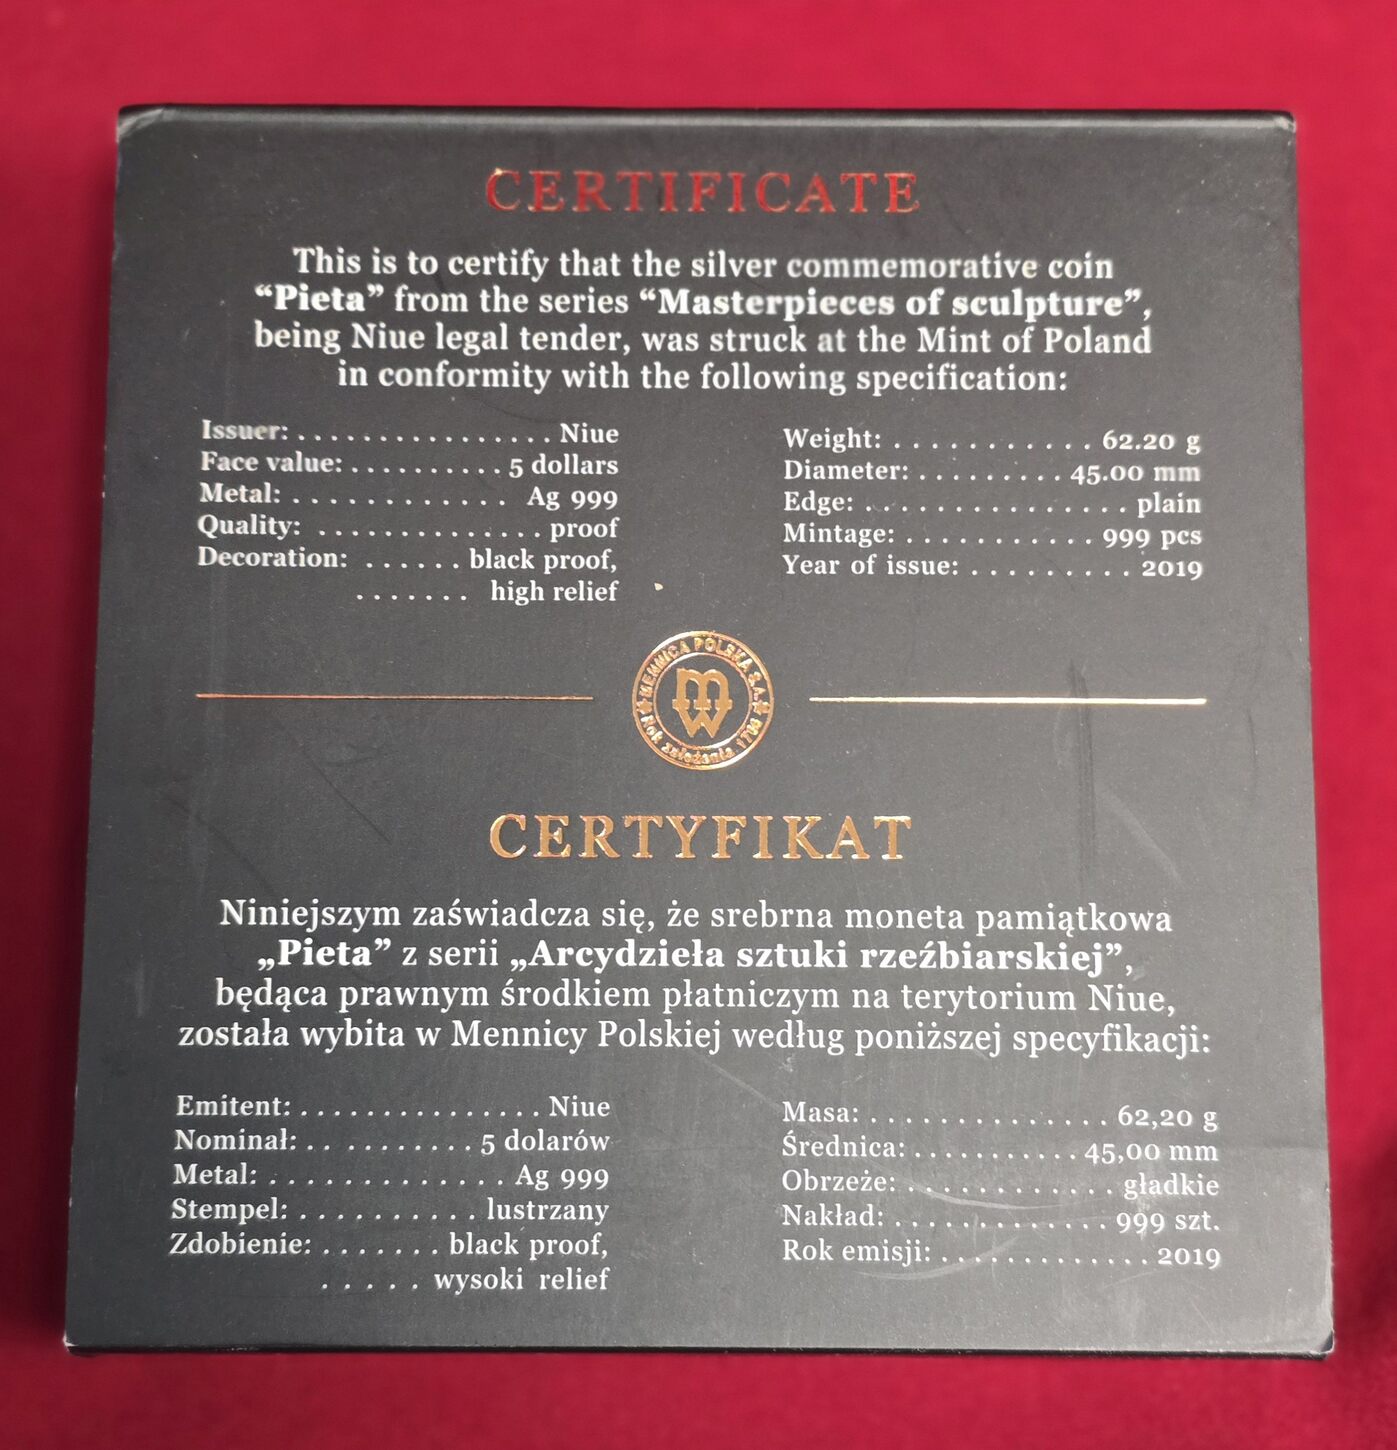 CERTIFICATE
This is to certify that the silver commemorative coin
“Pieta” from the series “Masterpieces of sculpture”,
being Niue legal tender, was struck at the Mint of Poland
in conformity with the following specification:
Issuer: . . . . . . . . . . . . . . . . Niue
Face value: . . . . . . . . . . 5 dollars
Metal: . . . . . . . . . . . . . Ag 999
Quality: . . . . . . . . . . . . . . proof
Decoration: . . . . . . black proof,
. . . . . . . high relief
Weight: . . . . . . . . . . . 62.20 g
Diameter: . . . . . . . . . 45.00 mm
Edge: . . . . . . . . . . . . . . . plain
Mintage: . . . . . . . . . . . 999 pcs
Year of issue: . . . . . . . . . 2019
MENNICA POLSKA S.A.
Rok założenia 1766
MW
CERTYFIKAT
Niniejszym zaświadcza się, że srebrna moneta pamiątkowa
„Pieta” z serii „Arcydzieła sztuki rzeźbiarskiej”,
będąca prawnym środkiem płatniczym na terytorium Niue,
została wybita w Mennicy Polskiej według poniższej specyfikacji:
Emitent: . . . . . . . . . . . . . . . Niue
Nominał: . . . . . . . . . . 5 dolarów
Metal: . . . . . . . . . . . . . . Ag 999
Stempel: . . . . . . . . . . lustrzany
Zdobienie: . . . . . . . black proof,
. . . . . wysoki relief
Masa: . . . . . . . . . . . . . . 62,20 g
Średnica: . . . . . . . . . . . 45,00 mm
Obrzeże: . . . . . . . . . . . . gładkie
Nakład: . . . . . . . . . . . . . 999 szt.
Rok emisji: . . . . . . . . . . . . . 2019